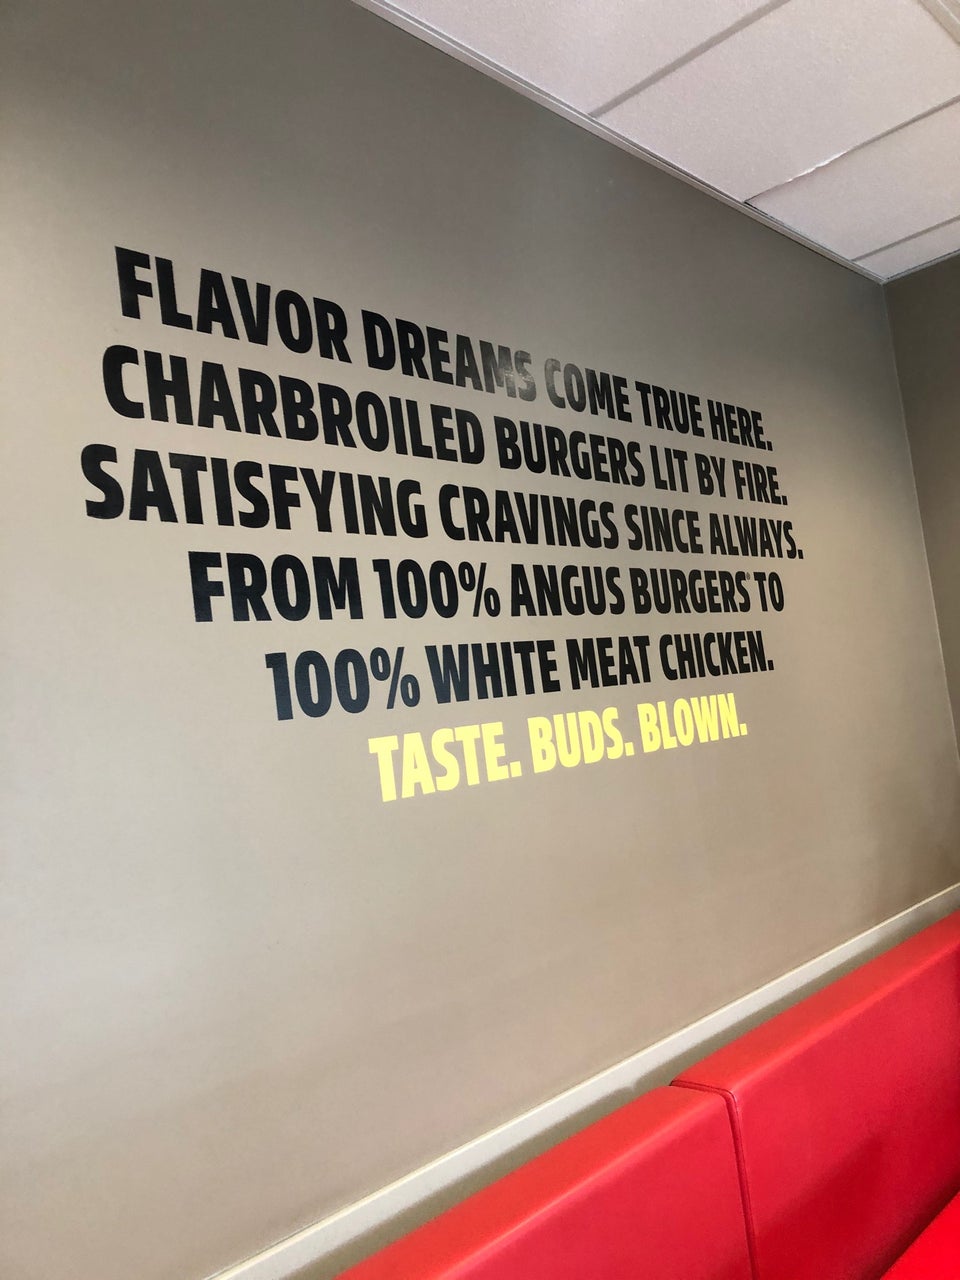 FLAVOR DREAMS COME TRUE HERE.
CHARBROILED BURGERS LIT BY FIRE.
SATISFYING CRAVINGS SINCE ALWAYS.
FROM 100% ANGUS BURGERS® TO
100% WHITE MEAT CHICKEN.
TASTE. BUDS. BLOWN.